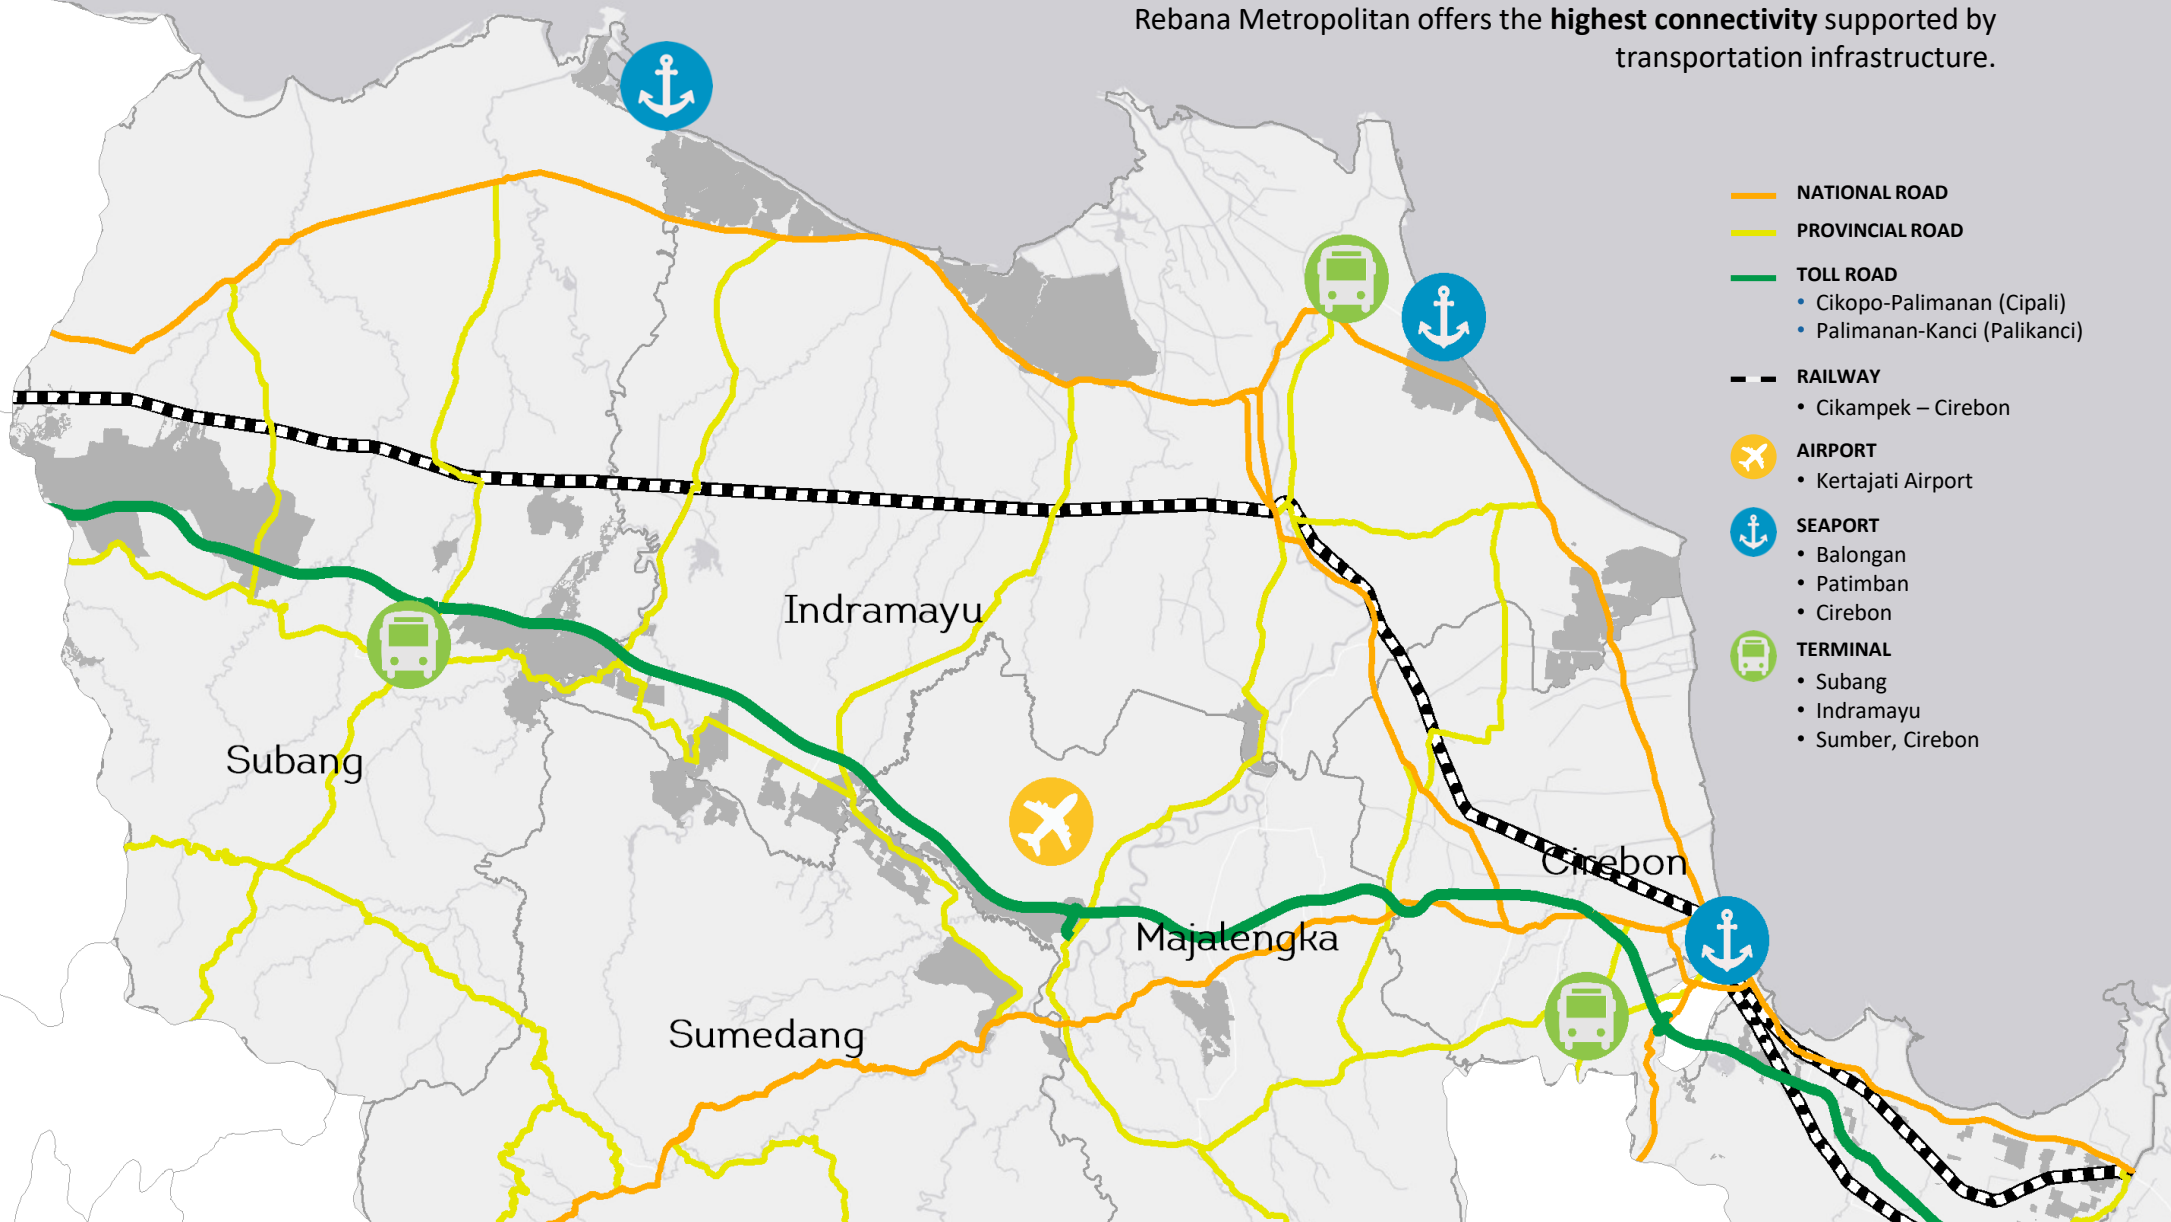 Rebana Metropolitan offers the highest connectivity supported by
transportation infrastructure.
NATIONAL ROAD
PROVINCIAL ROAD
TOLL ROAD
• Cikopo-Palimanan (Cipali)
• Palimanan-Kanci (Palikanci)
RAILWAY
• Cikampek – Cirebon
AIRPORT
• Kertajati Airport
SEAPORT
• Balongan
• Patimban
• Cirebon
TERMINAL
• Subang
• Indramayu
• Sumber, Cirebon
Indramayu
Subang
Cirebon
Majalengka
Sumedang